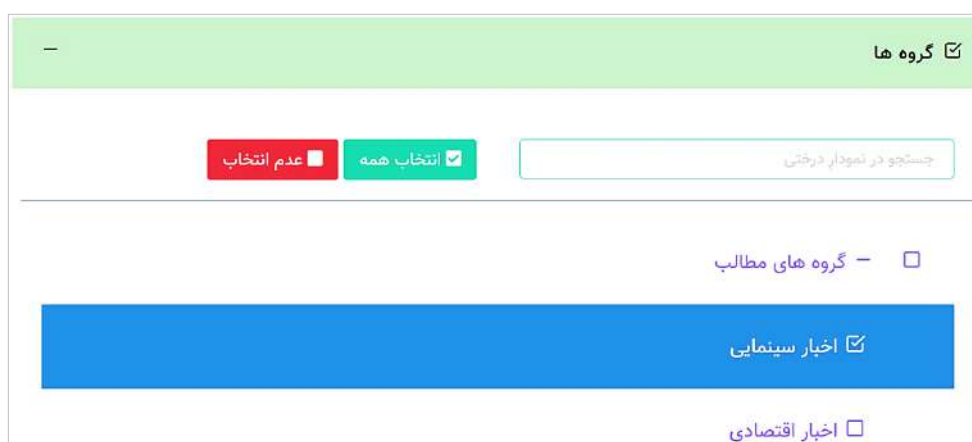 گروه ها
جستجو در نمودار درختی
انتخاب همه
عدم انتخاب
گروه های مطالب
اخبار سینمایی
اخبار اقتصادی